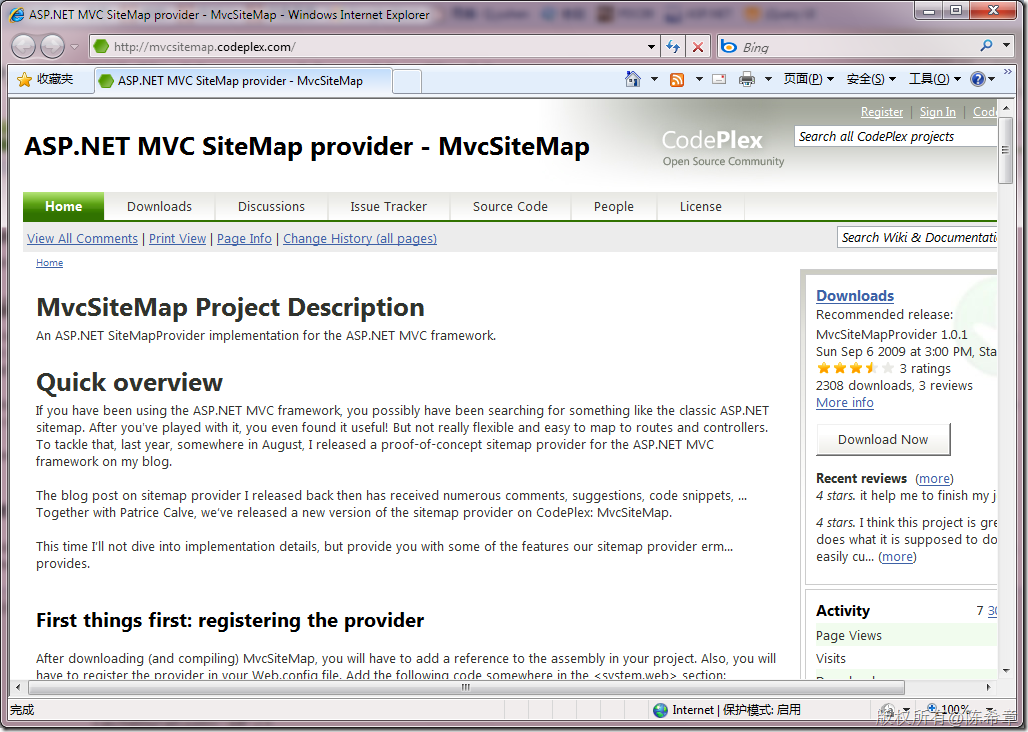 ASP.NET MVC SiteMap provider - MvcSiteMap - Windows Internet Explorer
http://mvcsitemap.codeplex.com/
Bing
收藏夹
ASP.NET MVC SiteMap provider - MvcSiteMap
页面(P)
安全(S)
工具(O)
Register | Sign In | Cod
ASP.NET MVC SiteMap provider - MvcSiteMap
CodePlex
Open Source Community
Search all CodePlex projects
Home
Downloads
Discussions
Issue Tracker
Source Code
People
License
View All Comments | Print View | Page Info | Change History (all pages)
Search Wiki & Documentati
Home
MvcSiteMap Project Description
An ASP.NET SiteMapProvider implementation for the ASP.NET MVC framework.
Quick overview
If you have been using the ASP.NET MVC framework, you possibly have been searching for something like the classic ASP.NET
sitemap. After you've played with it, you even found it useful! But not really flexible and easy to map to routes and controllers.
To tackle that, last year, somewhere in August, I released a proof-of-concept sitemap provider for the ASP.NET MVC
framework on my blog.
The blog post on sitemap provider I released back then has received numerous comments, suggestions, code snippets, ...
Together with Patrice Calve, we've released a new version of the sitemap provider on CodePlex: MvcSiteMap.
This time I'll not dive into implementation details, but provide you with some of the features our sitemap provider erm...
provides.
First things first: registering the provider
After downloading (and compiling) MvcSiteMap, you will have to add a reference to the assembly in your project. Also, you will
have to register the provider in your Web.config file. Add the following code somewhere in the <system.web> section:
Downloads
Recommended release:
MvcSiteMapProvider 1.0.1
Sun Sep 6 2009 at 3:00 PM, Sta
3 ratings
2308 downloads, 3 reviews
More info
Download Now
Recent reviews (more)
4 stars. it help me to finish my j
4 stars. I think this project is gre
does what it is supposed to do
easily cu... (more)
Activity
7 30
Page Views
Visits
完成
Internet | 保护模式: 启用
100%
版权所有@陈希章